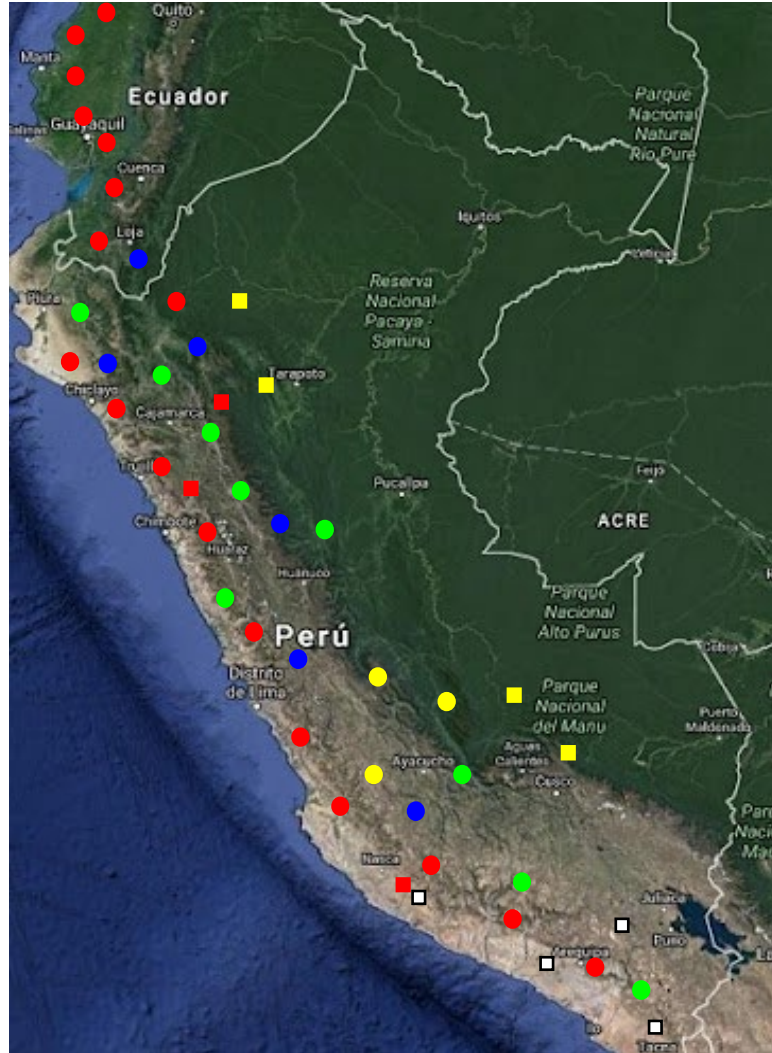 Quito
Manta
Ecuador
Parque
Nacional
Natural
Rio Puré
Guayaquil
Cuenca
Iquitos
Loja
Leticia
Piura
Reserva
Nacional
Pacaya -
Samiria
Tarapoto
Chiclayo
Cajamarca
Feijó
Pucallpa
ACRE
Chimbote
Huaraz
Huánuco
Parque
Nacional
Alto Purus
Perú
Cobija
Distrito
de Lima
Parque
Nacional
del Manu
Puerto
Maldonado
Ayacucho
Aguas
Calientes
Cusco
Nasca
Juliaca
Puno
Arequipa
Ilo
Tacna